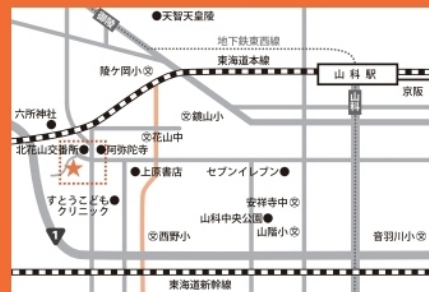 御陵
天智天皇陵
地下鉄東西線
東海道本線
山科駅
陵ケ岡小
山科
京阪
鏡山小
六所神社
花山中
北花山交番所
阿弥陀寺
上原書店
セブンイレブン
すとうこども
クリニック
安祥寺中
山科中央公園
山階小
1
西野小
音羽川小
東海道新幹線